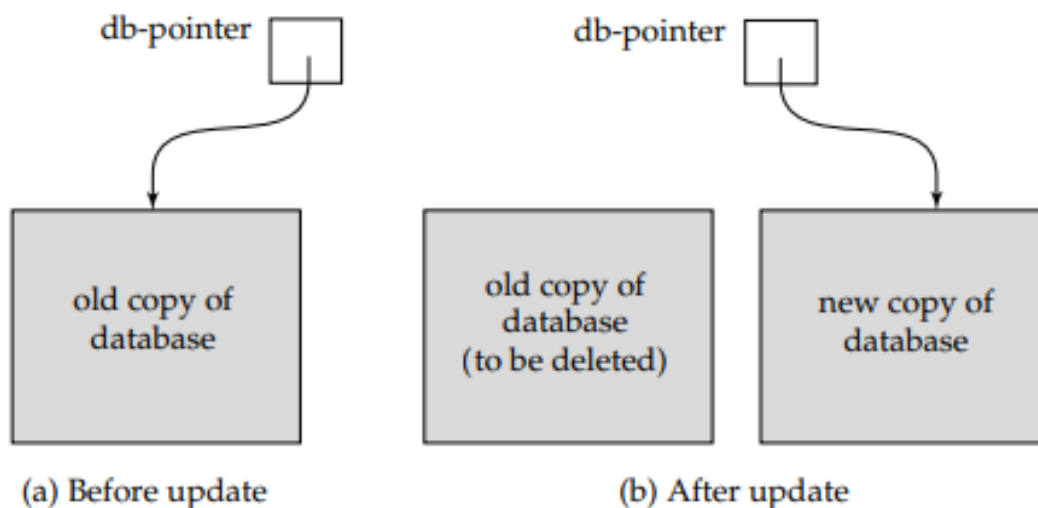 db-pointer
old copy of
database
(a) Before update
db-pointer
old copy of
database
(to be deleted)
new copy of
database
(b) After update